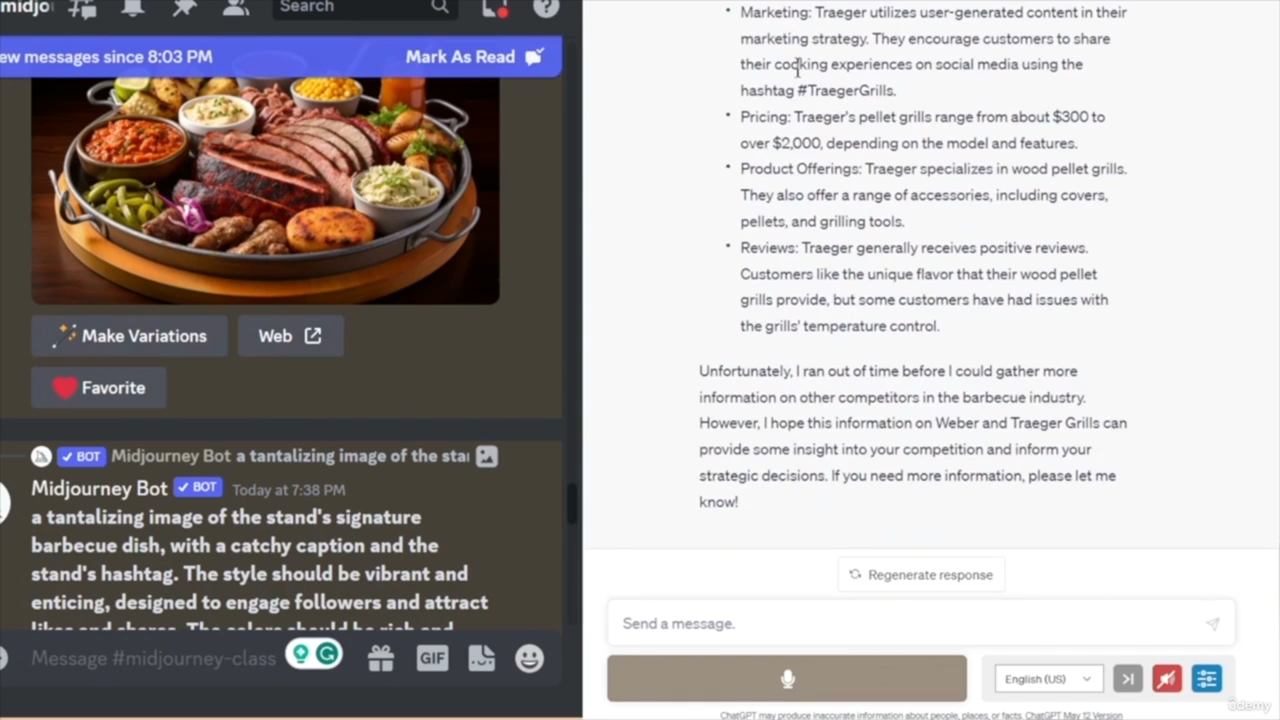 midjo
Search
?
ew messages since 8:03 PM
Mark As Read
Make Variations
Web
Favorite
BOT Midjourney Bot a tantalizing image of the sta
Midjourney Bot BOT Today at 7:38 PM
a tantalizing image of the stand's signature
barbecue dish, with a catchy caption and the
stand's hashtag. The style should be vibrant and
enticing, designed to engage followers and attract
likes and shares. The colors should be rich and
Message #midjourney-class
GIF
• Marketing: Traeger utilizes user-generated content in their
marketing strategy. They encourage customers to share
their cooking experiences on social media using the
hashtag #TraegerGrills.
• Pricing: Traeger's pellet grills range from about $300 to
over $2,000, depending on the model and features.
• Product Offerings: Traeger specializes in wood pellet grills.
They also offer a range of accessories, including covers,
pellets, and grilling tools.
• Reviews: Traeger generally receives positive reviews.
Customers like the unique flavor that their wood pellet
grills provide, but some customers have had issues with
the grills' temperature control.
Unfortunately, I ran out of time before I could gather more
information on other competitors in the barbecue industry.
However, I hope this information on Weber and Traeger Grills can
provide some insight into your competition and inform your
strategic decisions. If you need more information, please let me
know!
Regenerate response
Send a message.
English (US)
ChatGPT may produce inaccurate information about people, places, or facts. ChatGPT May 12 Version
ûdemy